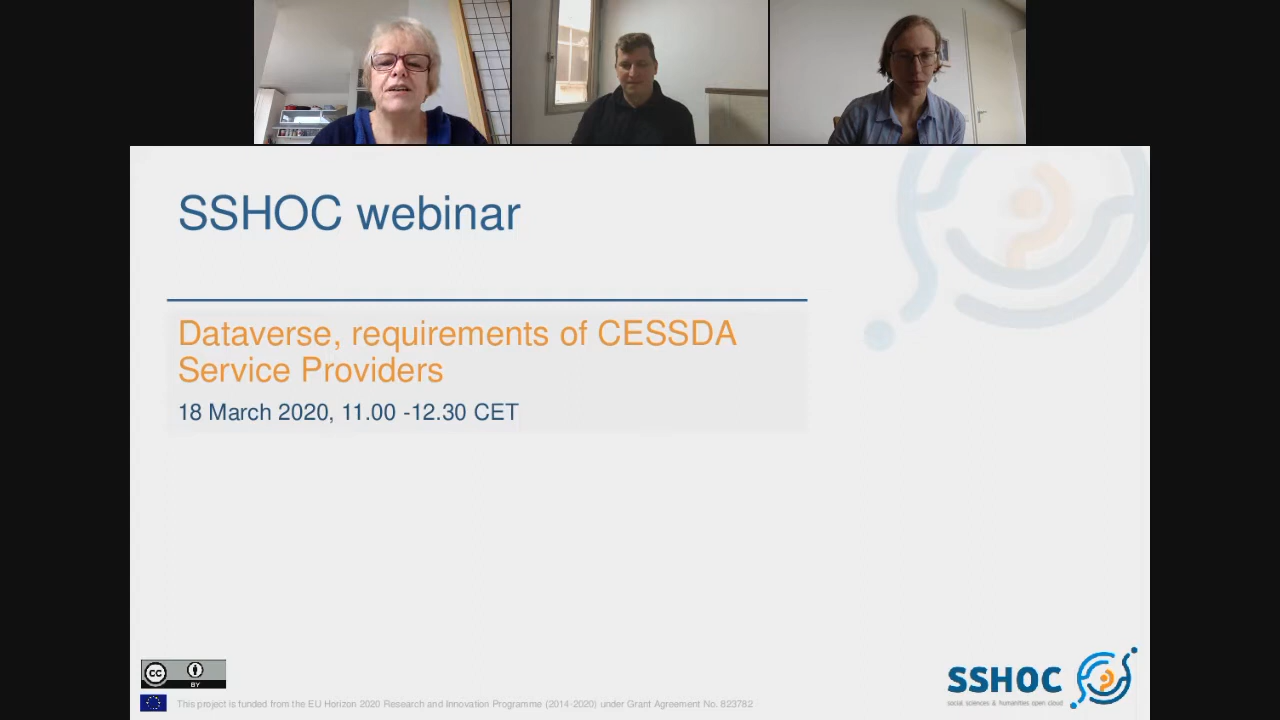 SSHOC webinar
Dataverse, requirements of CESSDA
Service Providers
18 March 2020, 11.00 -12.30 CET
cc
BY
This project is funded from the EU Horizon 2020 Research and Innovation Programme (2014-2020) under Grant Agreement No. 823782
SSHOC
social sciences & humanities open cloud